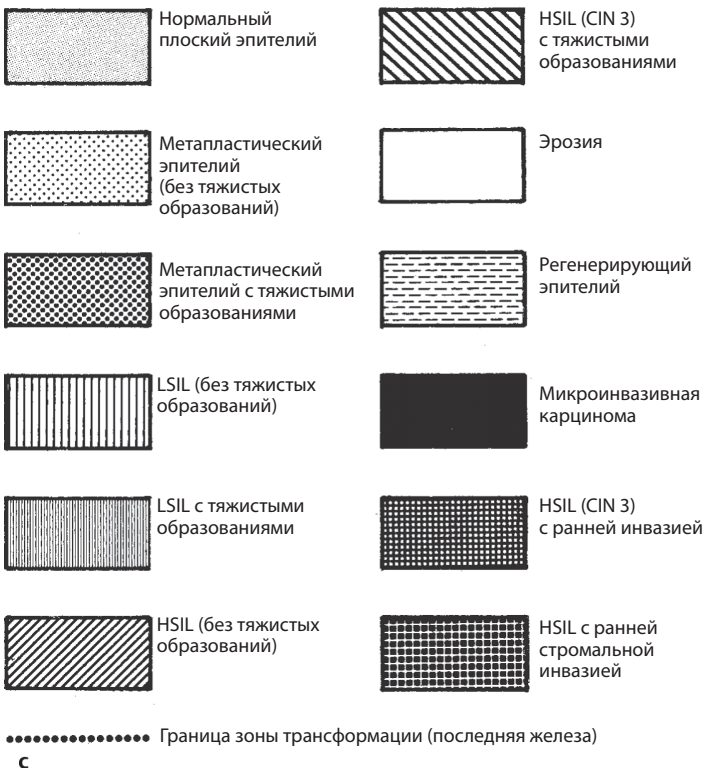 Нормальный
плоский эпителий
Метапластический
эпителий
(без тяжистых
образований)
Метапластический
эпителий с тяжистыми
образованиями
LSIL (без тяжистых
образований)
LSIL с тяжистыми
образованиями
HSIL (без тяжистых
образований)
HSIL (CIN 3)
с тяжистыми
образованиями
Эрозия
Регенерирующий
эпителий
Микроинвазивная
карцинома
HSIL (CIN 3)
с ранней инвазией
HSIL с ранней
стромальной
инвазией
Граница зоны трансформации (последняя железа)
c